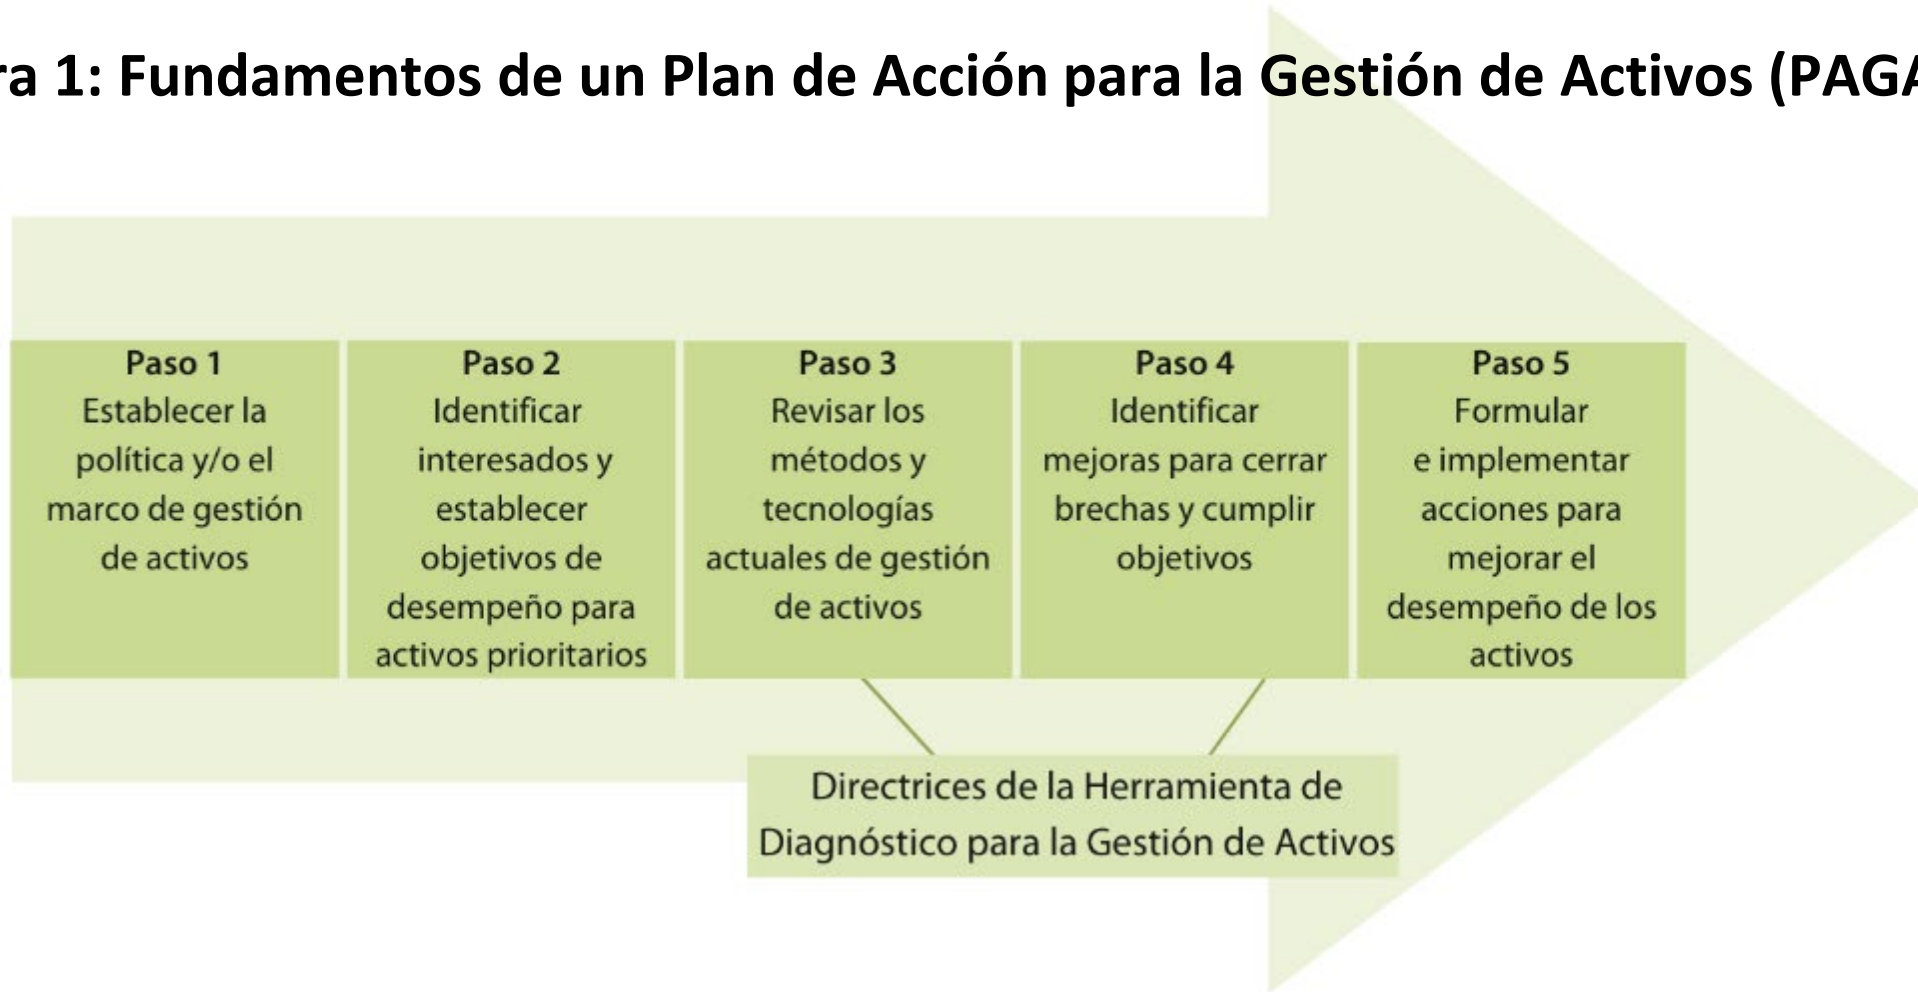 ra 1: Fundamentos de un Plan de Acción para la Gestión de Activos (PAGA
Paso 1
Establecer la
política y/o el
marco de gestión
de activos
Paso 2
Identificar
interesados y
establecer
objetivos de
desempeño para
activos prioritarios
Paso 3
Revisar los
métodos y
tecnologías
actuales de gestión
de activos
Paso 4
Identificar
mejoras para cerrar
brechas y cumplir
objetivos
Paso 5
Formular
e implementar
acciones para
mejorar el
desempeño de los
activos
Directrices de la Herramienta de
Diagnóstico para la Gestión de Activos